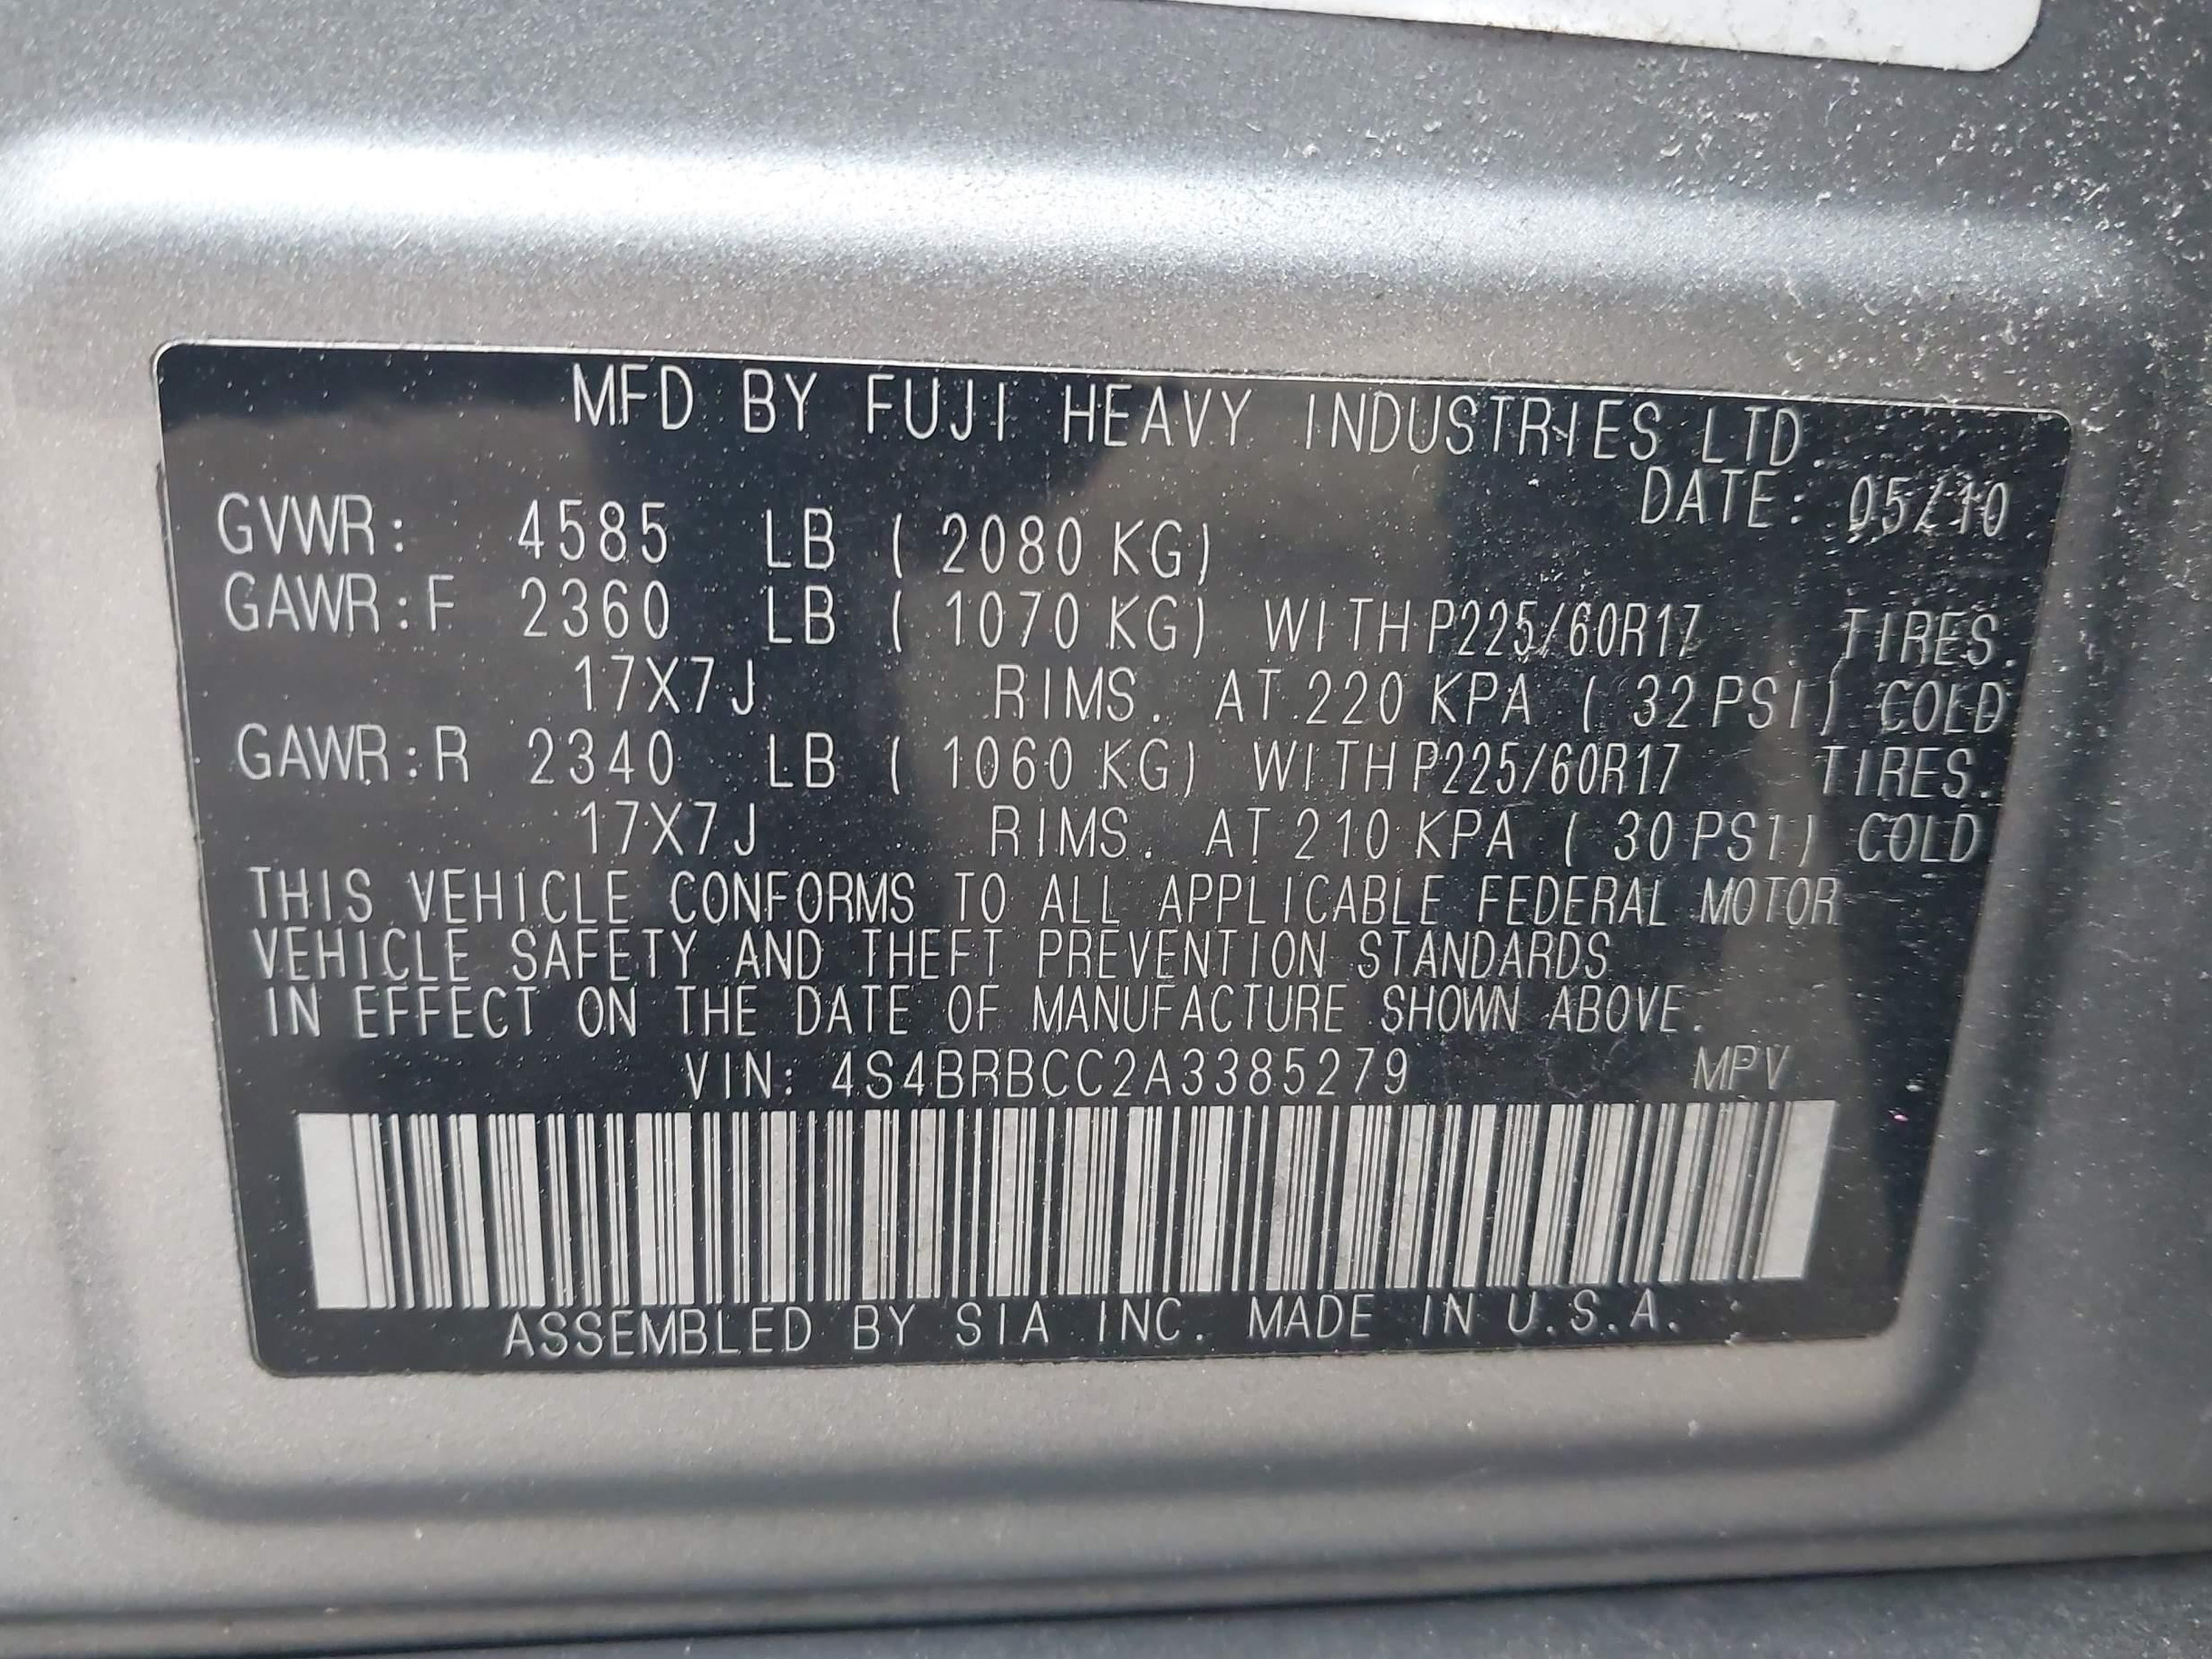 MFD BY FUJI HEAVY INDUSTRIES LTD.
DATE: 05/10
GVWR: 4585 LB ( 2080 KG)
GAWR:F 2360 LB ( 1070 KG) WITH P225/60R17 TIRES.
17X7J RIMS. AT 220 KPA ( 32 PSI) COLD
GAWR:R 2340 LB ( 1060 KG) WITH P225/60R17 TIRES.
17X7J RIMS. AT 210 KPA ( 30 PSI) COLD
THIS VEHICLE CONFORMS TO ALL APPLICABLE FEDERAL MOTOR
VEHICLE SAFETY AND THEFT PREVENTION STANDARDS
IN EFFECT ON THE DATE OF MANUFACTURE SHOWN ABOVE.
VIN: 4S4BRBCC2A3385279 MPV
ASSEMBLED BY SIA INC. MADE IN U.S.A.